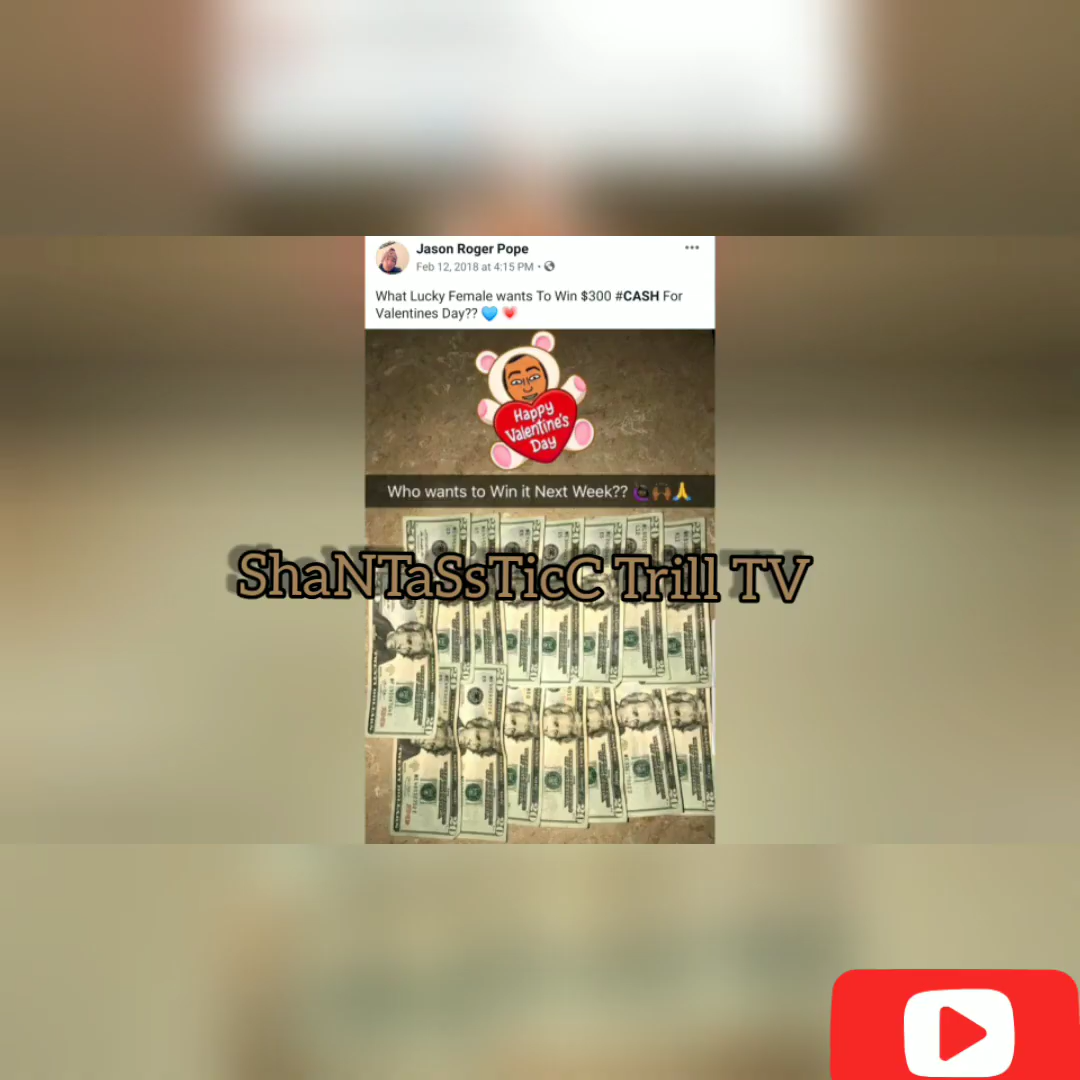 Jason Roger Pope
Feb 12, 2018 at 4:15 PM
What Lucky Female wants To Win $300 #CASH For
Valentines Day?? 💙 💗
Happy
Valentine's
Day
Who wants to Win it Next Week?? 🙌🏾🙏
ShaNTaSsTicC Trill TV